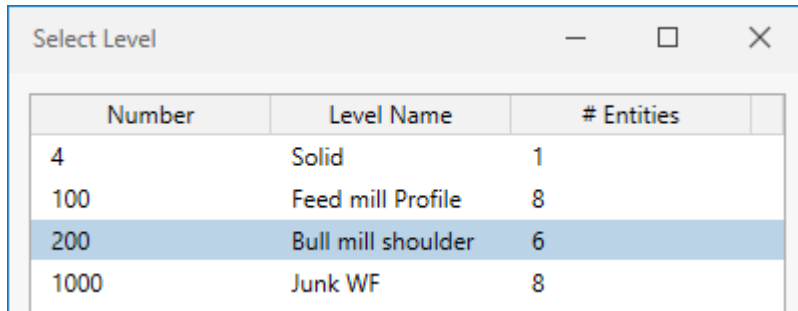 Select Level
Number Level Name # Entities
4 Solid 1
100 Feed mill Profile 8
200 Bull mill shoulder 6
1000 Junk WF 8